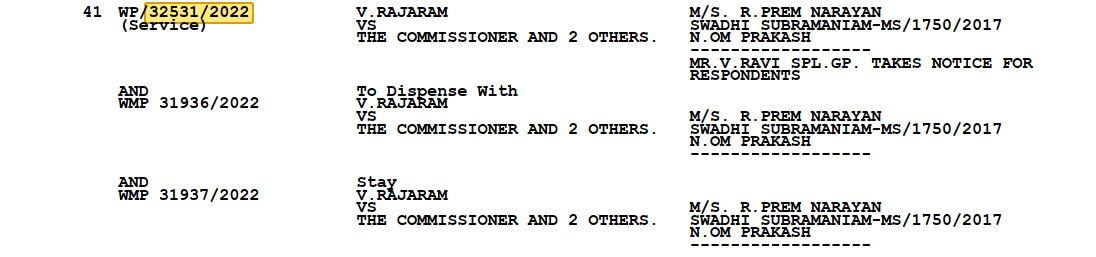 41 WP/32531/2022 V.RAJARAM M/S. R.PREM NARAYAN
(Service) VS SWADHI SUBRAMANIAM-MS/1750/2017
THE COMMISSIONER AND 2 OTHERS. N.OM PRAKASH
------------------
MR.V.RAVI SPL.GP. TAKES NOTICE FOR
RESPONDENTS
AND To Dispense With
WMP 31936/2022 V.RAJARAM
VS M/S. R.PREM NARAYAN
THE COMMISSIONER AND 2 OTHERS. SWADHI SUBRAMANIAM-MS/1750/2017
N.OM PRAKASH
------------------
AND Stay
WMP 31937/2022 V.RAJARAM
VS M/S. R.PREM NARAYAN
THE COMMISSIONER AND 2 OTHERS. SWADHI SUBRAMANIAM-MS/1750/2017
N.OM PRAKASH
------------------